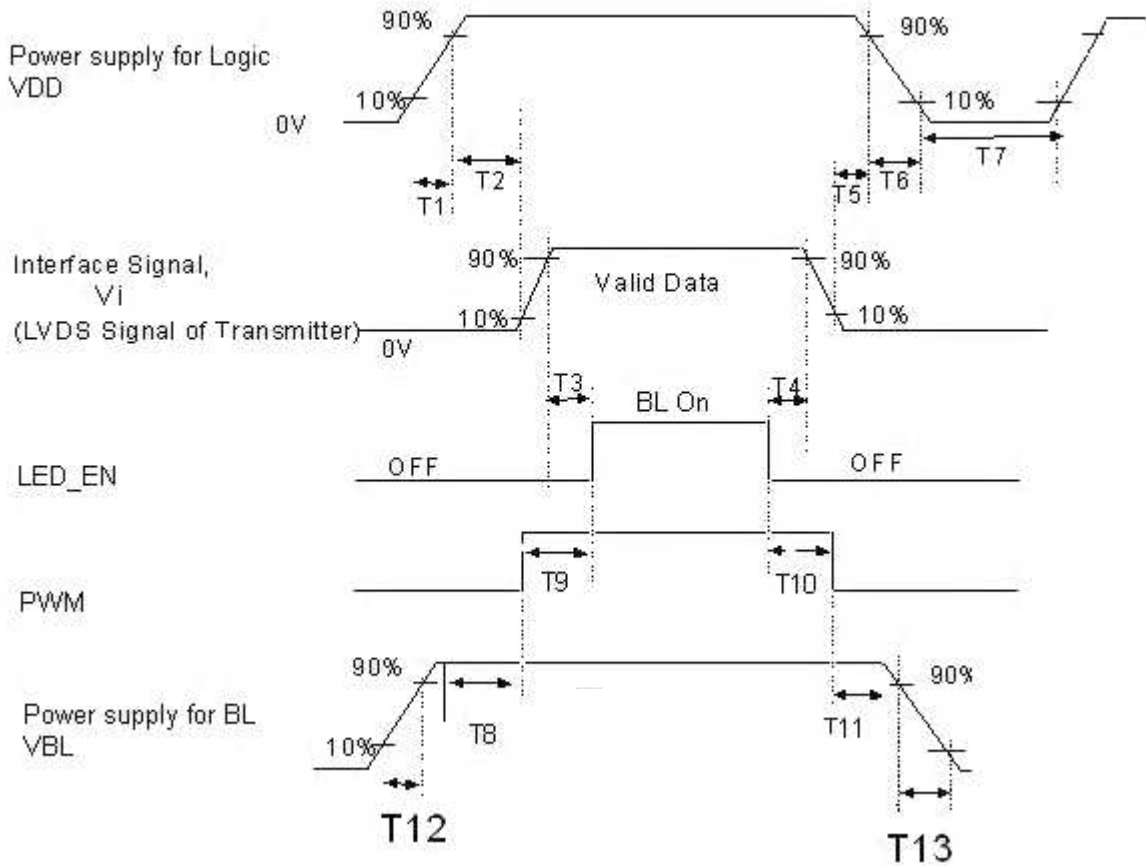 90%
90%
Power supply for Logic
VDD
10%
10%
0V
T1
T2
T5
T6
T7
Interface Signal,
Vi
(LVDS Signal of Transmitter)
90%
Valid Data
90%
10%
10%
0V
T3
T4
BL On
LED_EN
OFF
OFF
PWM
T9
T10
90%
90%
Power supply for BL
VBL
10%
T8
T11
T12
T13